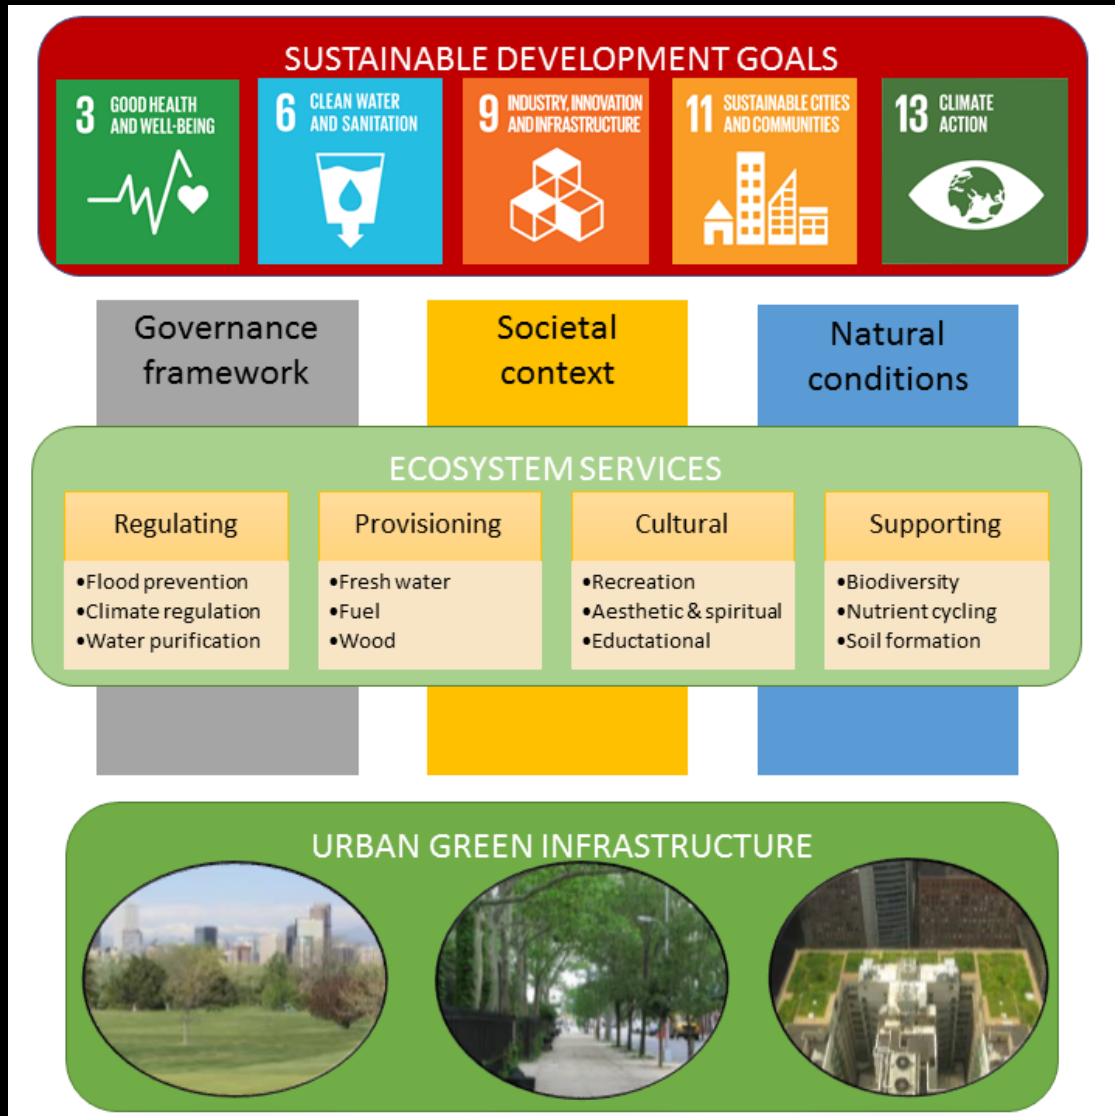 SUSTAINABLE DEVELOPMENT GOALS
3 GOOD HEALTH
AND WELL-BEING
6 CLEAN WATER
AND SANITATION
9 INDUSTRY, INNOVATION
AND INFRASTRUCTURE
11 SUSTAINABLE CITIES
AND COMMUNITIES
13 CLIMATE
ACTION
Governance
framework
Societal
context
Natural
conditions
ECOSYSTEM SERVICES
Regulating
•Flood prevention
•Climate regulation
•Water purification
Provisioning
•Fresh water
•Fuel
•Wood
Cultural
•Recreation
•Aesthetic & spiritual
•Eductational
Supporting
•Biodiversity
•Nutrient cycling
•Soil formation
URBAN GREEN INFRASTRUCTURE